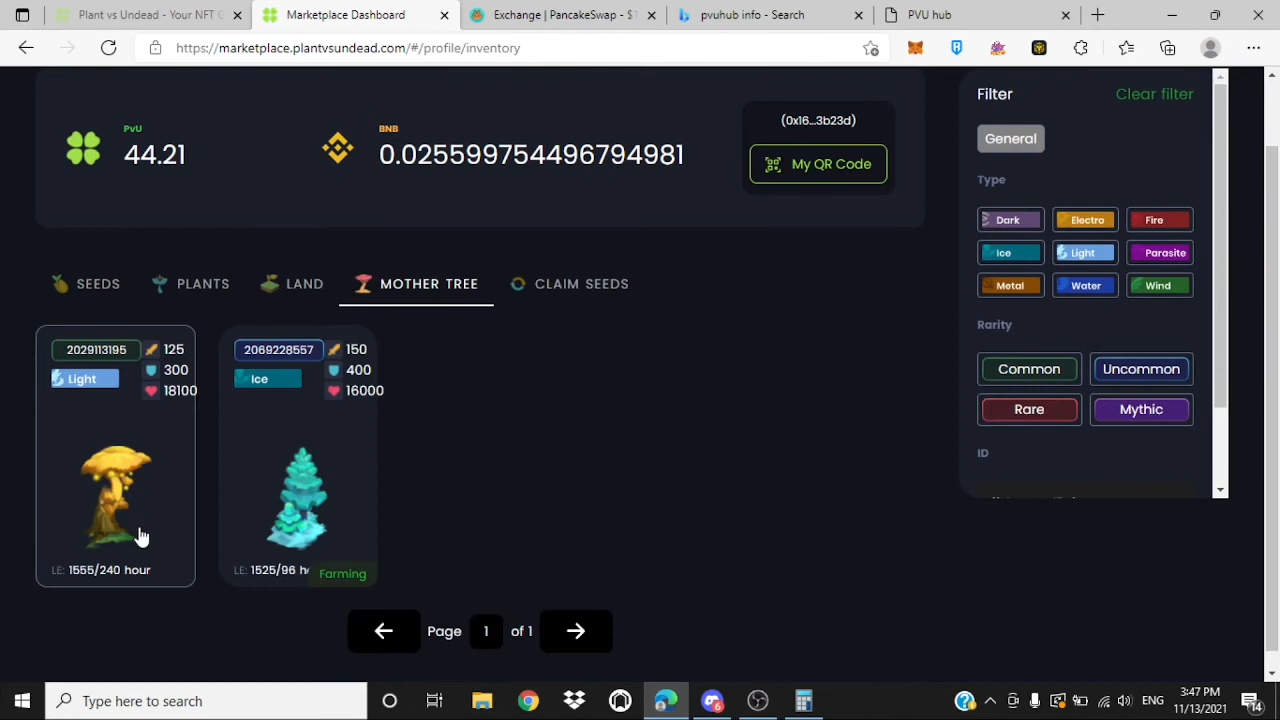 Plant vs Undead - Your NFT G
Marketplace Dashboard
Exchange | PancakeSwap - $1
pvuhub info - Search
PVU hub
https://marketplace.plantvsundead.com/#/profile/inventory
PvU
44.21
BNB
0.025599754496794981
(0x16...3b23d)
My QR Code
SEEDS
PLANTS
LAND
MOTHER TREE
CLAIM SEEDS
2029113195
125
300
Light
18100
LE: 1555/240 hour
2069228557
150
400
Ice
16000
LE: 1525/96 h
Farming
Page 1 of 1
Filter
Clear filter
General
Type
Dark
Electro
Fire
Ice
Light
Parasite
Metal
Water
Wind
Rarity
Common
Uncommon
Rare
Mythic
ID
Type here to search
6
ENG
3:47 PM
11/13/2021
14